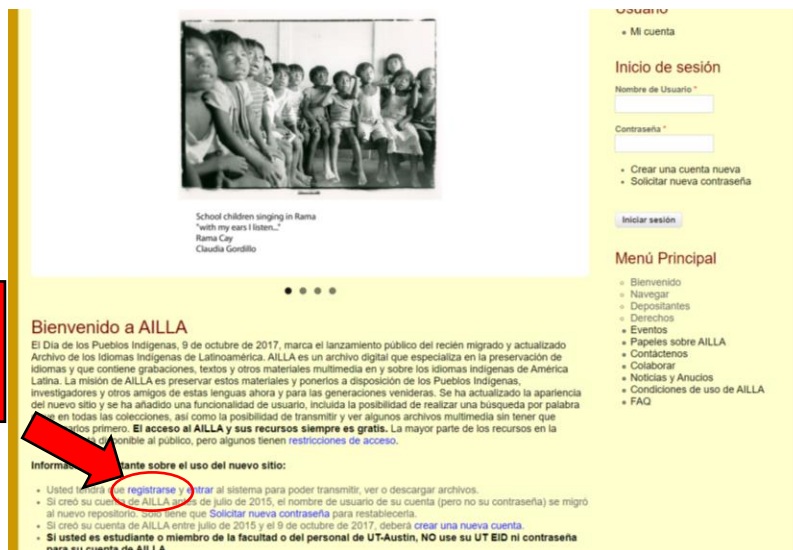 Usuario
Mi cuenta
Inicio de sesión
Nombre de Usuario *
Contraseña *
Crear una cuenta nueva
Solicitar nueva contraseña
Iniciar sesión
Menú Principal
Bienvenido
Navegar
Depositantes
Derechos
Eventos
Papeles sobre AILLA
Contáctenos
Colaborar
Noticias y Anucios
Condiciones de uso de AILLA
FAQ
School children singing in Rama
"with my ears I listen..."
Rama Cay
Claudia Gordillo
Bienvenido a AILLA
El Día de los Pueblos Indígenas, 9 de octubre de 2017, marca el lanzamiento público del recién migrado y actualizado
Archivo de los Idiomas Indígenas de Latinoamérica. AILLA es un archivo digital que especializa en la preservación de
idiomas y que contiene grabaciones, textos y otros materiales multimedia en y sobre los idiomas indígenas de América
Latina. La misión de AILLA es preservar estos materiales y ponerlos a disposición de los Pueblos Indígenas,
investigadores y otros amigos de estas lenguas ahora y para las generaciones venideras. Se ha actualizado la apariencia
del nuevo sitio y se ha añadido una funcionalidad de usuario, incluida la posibilidad de realizar una búsqueda por palabra
en todas las colecciones, así como la posibilidad de transmitir y ver algunos archivos multimedia sin tener que
primero. El acceso al AILLA y sus recursos siempre es gratis. La mayor parte de los recursos en la
disponible al público, pero algunos tienen restricciones de acceso.
sobre el uso del nuevo sitio:
Usted tendrá que registrarse y entrar al sistema para poder transmitir, ver o descargar archivos.
Si creó su cuenta de AILLA antes de julio de 2015, el nombre de usuario de su cuenta (pero no su contraseña) se migró
al nuevo repositorio. Sólo tiene que Solicitar nueva contraseña para restablecerla.
Si creó su cuenta de AILLA entre julio de 2015 y el 9 de octubre de 2017, deberá crear una nueva cuenta.
Si usted es estudiante o miembro de la facultad o del personal de UT-Austin, NO use su UT EID ni contraseña
para su cuenta de AILLA